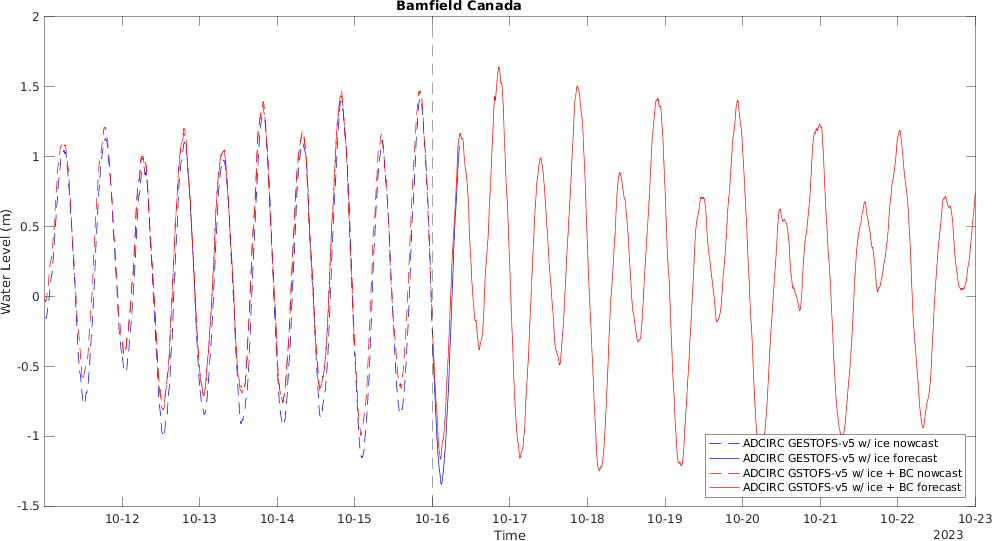 Bamfield Canada
2
1.5
1
0.5
0
-0.5
-1
-1.5
Water Level (m)
ADCIRC GESTOFS-v5 w/ ice nowcast
ADCIRC GESTOFS-v5 w/ ice forecast
ADCIRC GSTOFS-v5 w/ ice + BC nowcast
ADCIRC GSTOFS-v5 w/ ice + BC forecast
10-12 10-13 10-14 10-15 10-16 10-17 10-18 10-19 10-20 10-21 10-22 10-23
Time
2023